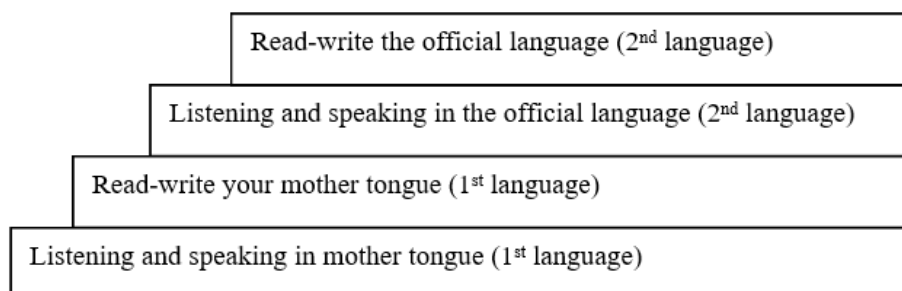 Read-write the official language (2nd language)
Listening and speaking in the official language (2nd language)
Read-write your mother tongue (1st language)
Listening and speaking in mother tongue (1st language)